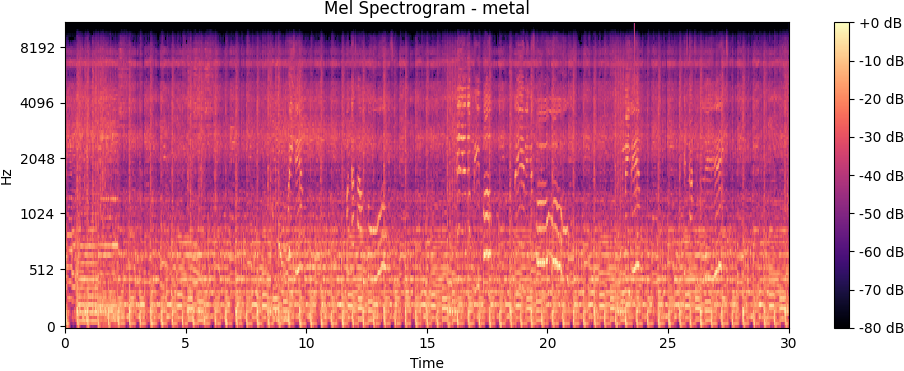 Mel Spectrogram - metal
8192
4096
2048
1024
512
0
Hz
0 5 10 15 20 25 30
Time
+0 dB
-10 dB
-20 dB
-30 dB
-40 dB
-50 dB
-60 dB
-70 dB
-80 dB